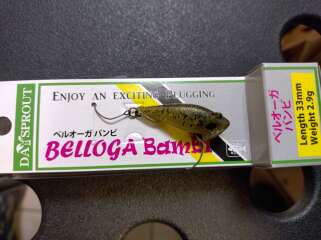 DAYSPROUT
ENJOY AN EXCITING PLUGGING
ベルオーガ バンビ
BELLOGA Bambi
ベルオーガ
バンビ
Length 33mm
Weight 2.9g